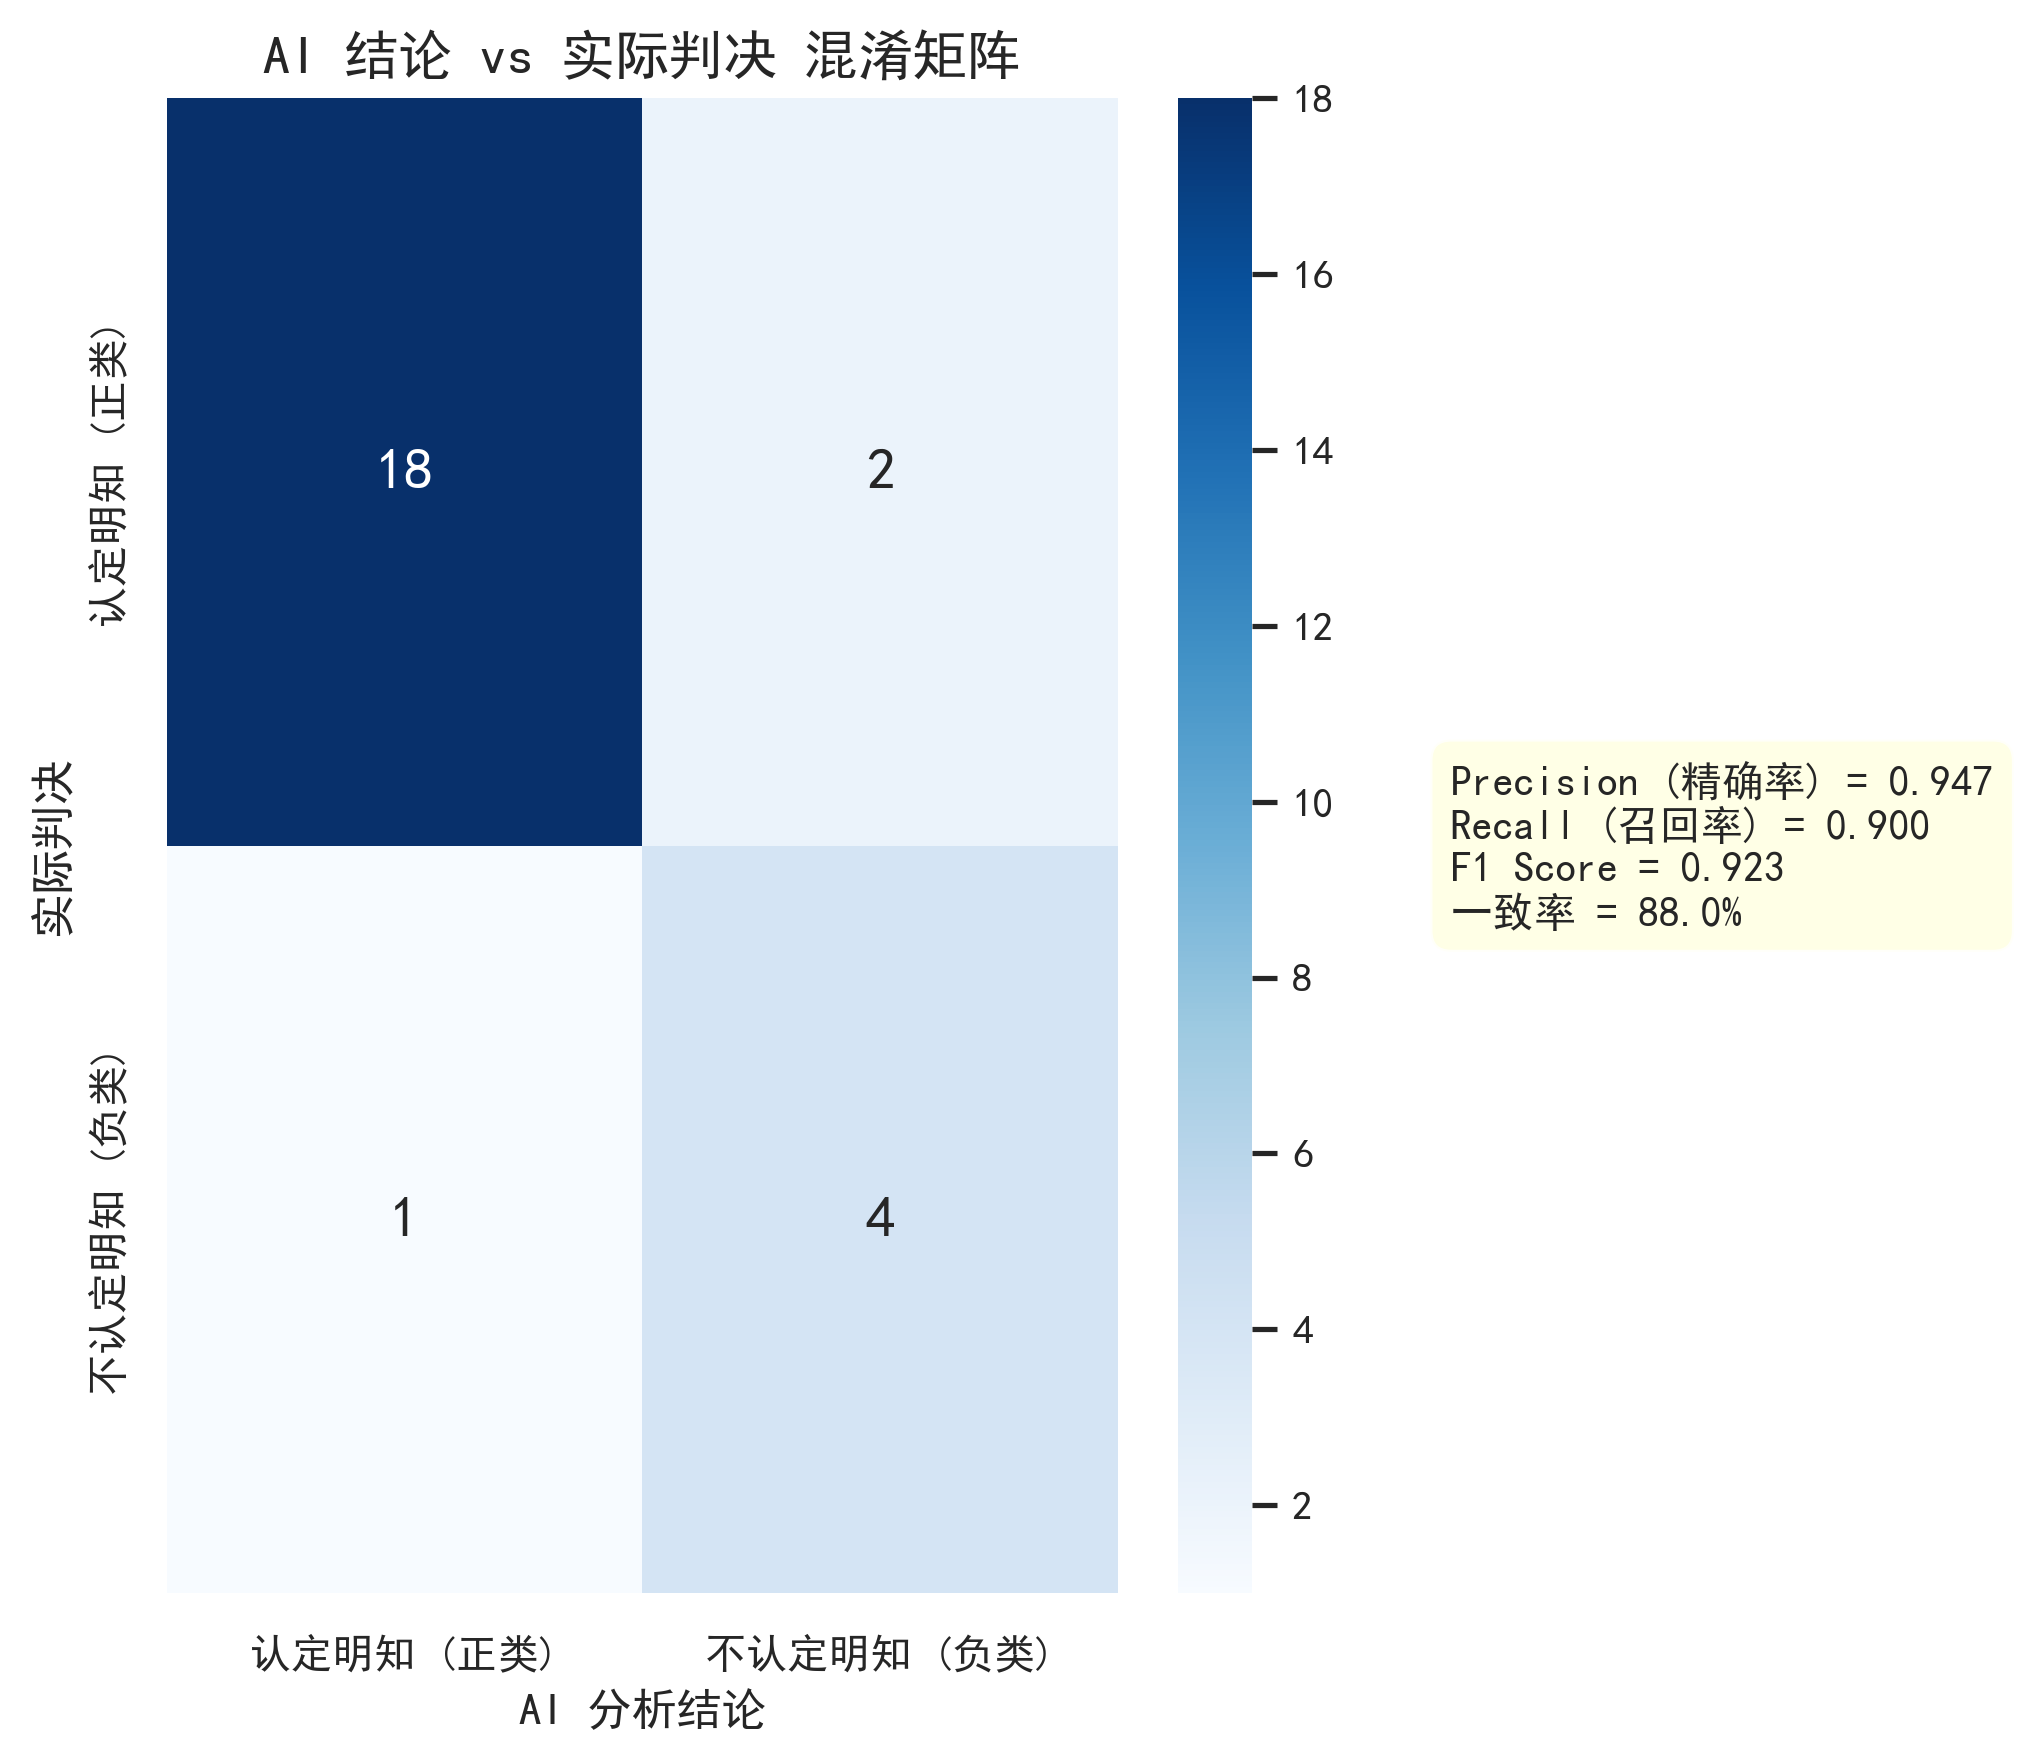 AI 结论 vs 实际判决 混淆矩阵
实际判决
认定明知 (正类)
不认定明知 (负类)
18
2
1
4
认定明知 (正类)
不认定明知 (负类)
AI 分析结论
18
16
14
12
10
8
6
4
2
Precision (精确率) = 0.947
Recall (召回率) = 0.900
F1 Score = 0.923
一致率 = 88.0%